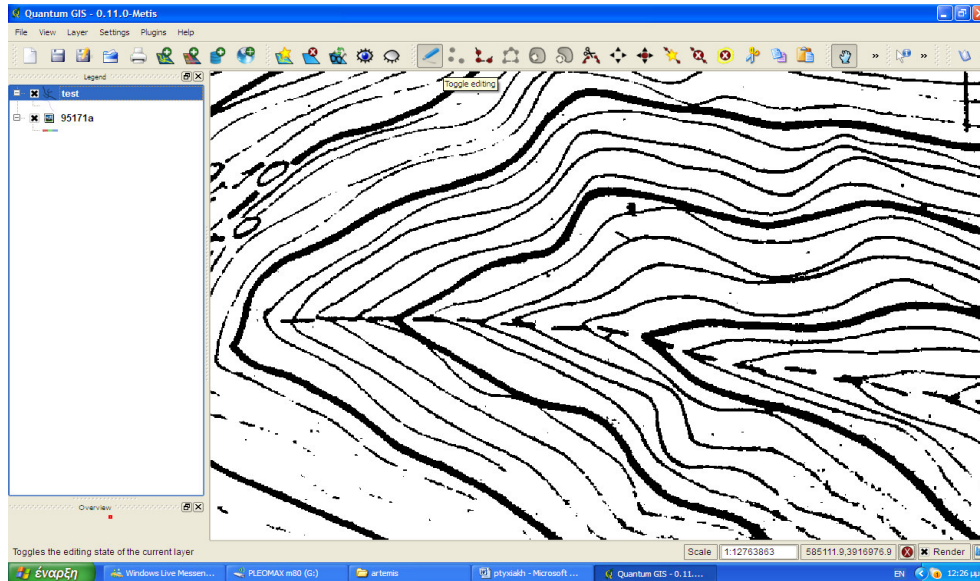 Quantum GIS - 0.11.0-Metis
File View Layer Settings Plugins Help
» »
Legend
Toggle editing
test
95171a
Overview
Toggles the editing state of the current layer
Scale 1:12763863 585111.9,3916976.9 Render
έναρξη Windows Live Messen... PLEOMAX m80 (G:) artemis ptyxiakh - Microsoft ... Quantum GIS - 0.11.... EN 12:26 μμ